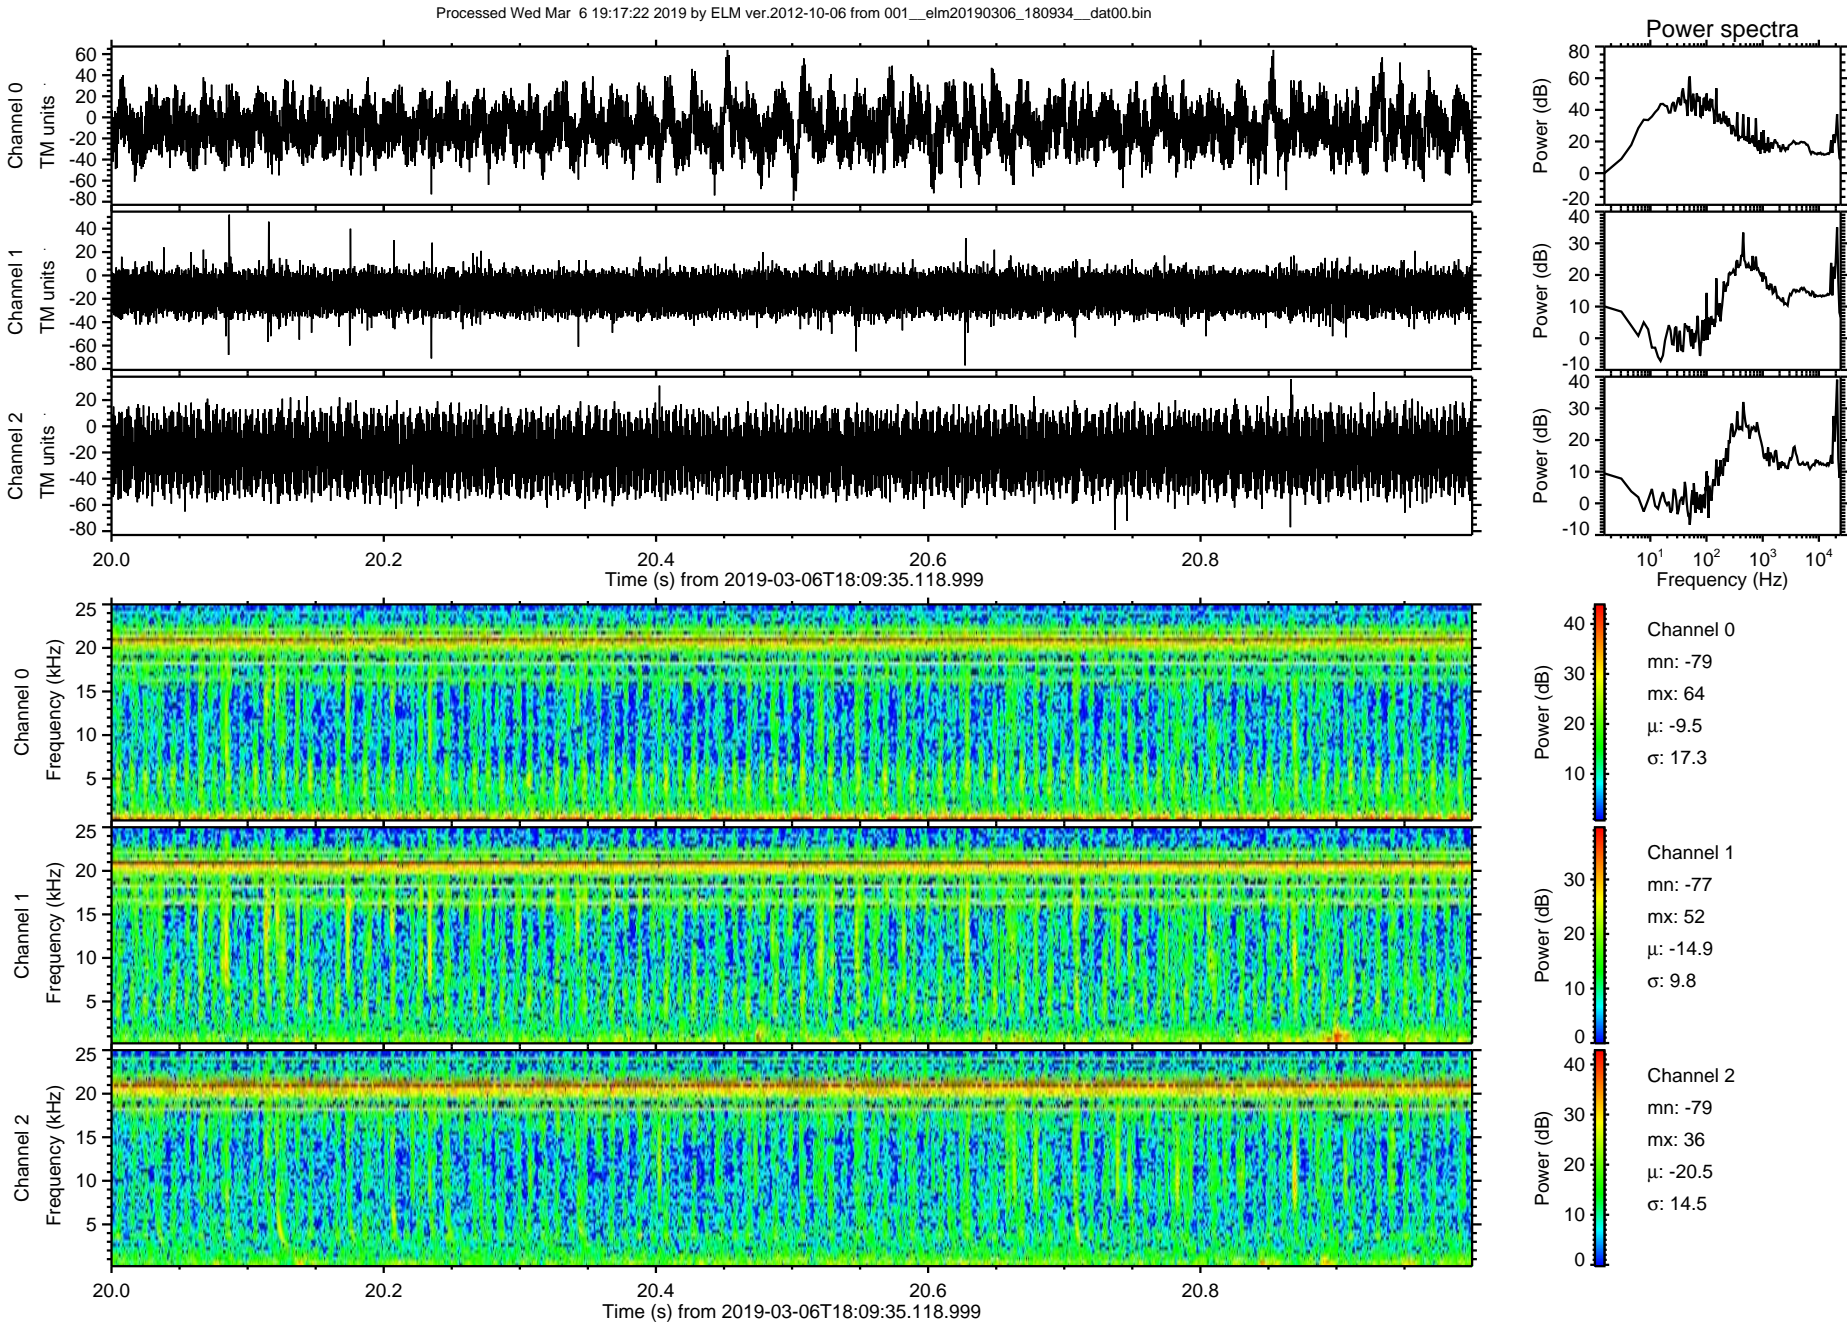 Processed Wed Mar  6 19:17:22 2019 by ELM ver.2012-10-06 from 001__elm20190306_180934__dat00.bin
Power spectra
Channel 0
TM units
60
40
20
0
-20
-40
-60
-80
Power (dB)
80
60
40
20
0
-20
Channel 1
TM units
40
20
0
-20
-40
-60
-80
Power (dB)
40
30
20
10
0
-10
Channel 2
TM units
20
0
-20
-40
-60
-80
Power (dB)
40
30
20
10
0
-10
20.0 20.2 20.4 20.6 20.8
Time (s) from 2019-03-06T18:09:35.118.999
10¹ 10² 10³ 10⁴
Frequency (Hz)
Channel 0
Frequency (kHz)
25
20
15
10
5
Power (dB)
40
30
20
10
Channel 0
mn: -79
mx: 64
μ: -9.5
σ: 17.3
Channel 1
Frequency (kHz)
25
20
15
10
5
Power (dB)
30
20
10
0
Channel 1
mn: -77
mx: 52
μ: -14.9
σ: 9.8
Channel 2
Frequency (kHz)
25
20
15
10
5
Power (dB)
40
30
20
10
0
Channel 2
mn: -79
mx: 36
μ: -20.5
σ: 14.5
20.0 20.2 20.4 20.6 20.8
Time (s) from 2019-03-06T18:09:35.118.999